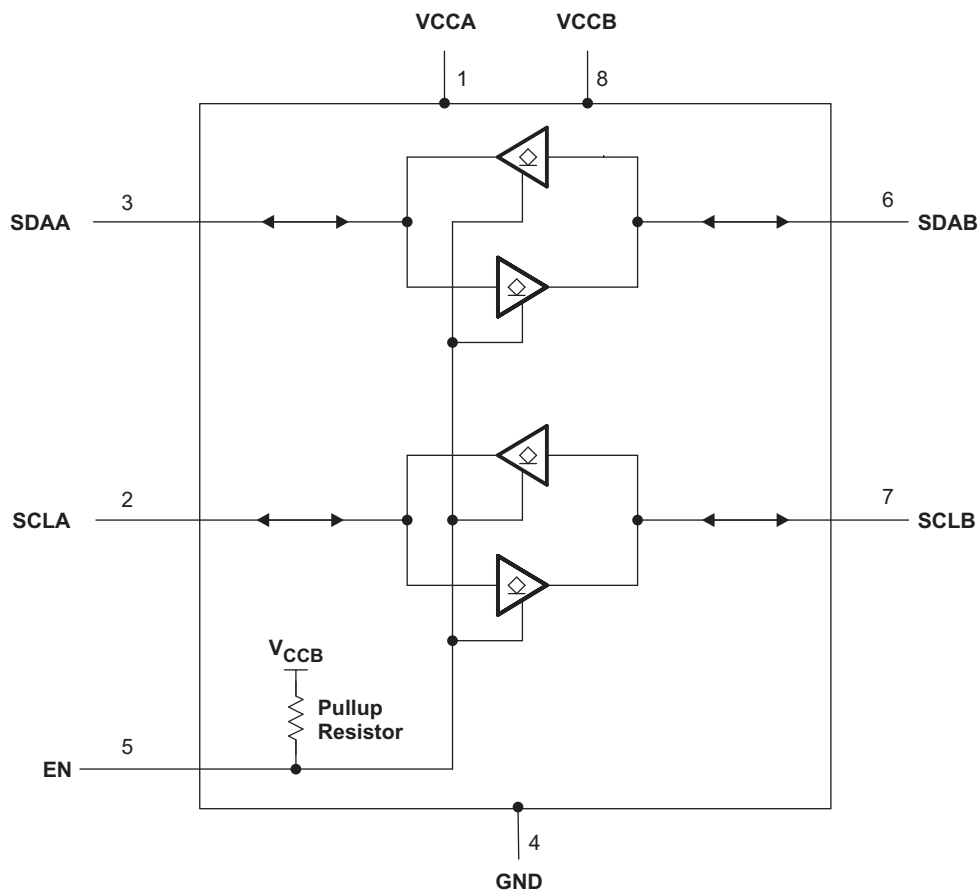 VCCA
VCCB
1
8
3
SDAA
6
SDAB
2
SCLA
7
SCLB
VCCB
Pullup
Resistor
5
EN
4
GND